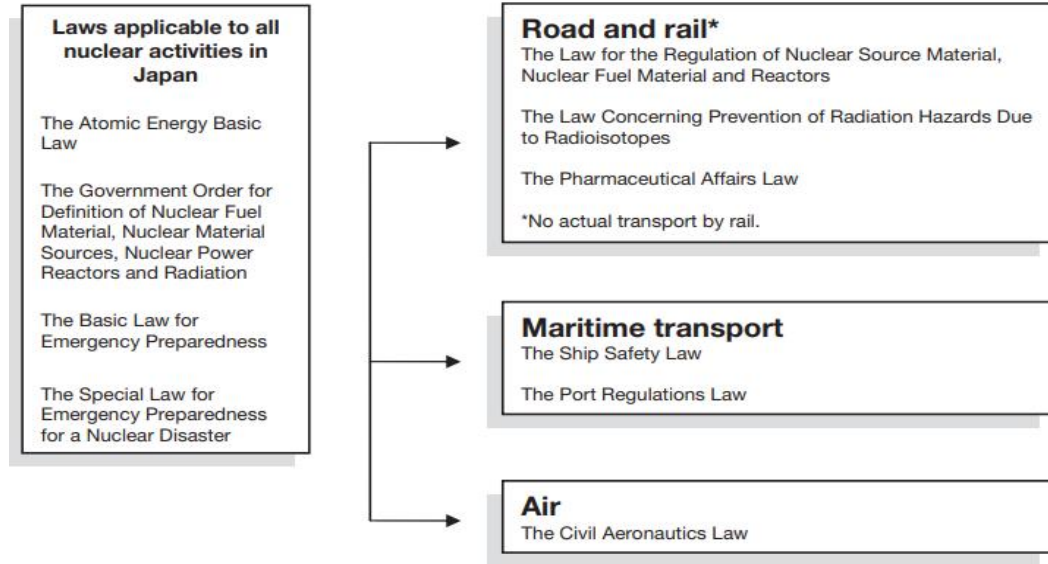 Laws applicable to all
nuclear activities in
Japan
The Atomic Energy Basic
Law
The Government Order for
Definition of Nuclear Fuel
Material, Nuclear Material
Sources, Nuclear Power
Reactors and Radiation
The Basic Law for
Emergency Preparedness
The Special Law for
Emergency Preparedness
for a Nuclear Disaster
Road and rail*
The Law for the Regulation of Nuclear Source Material,
Nuclear Fuel Material and Reactors
The Law Concerning Prevention of Radiation Hazards Due
to Radioisotopes
The Pharmaceutical Affairs Law
*No actual transport by rail.
Maritime transport
The Ship Safety Law
The Port Regulations Law
Air
The Civil Aeronautics Law